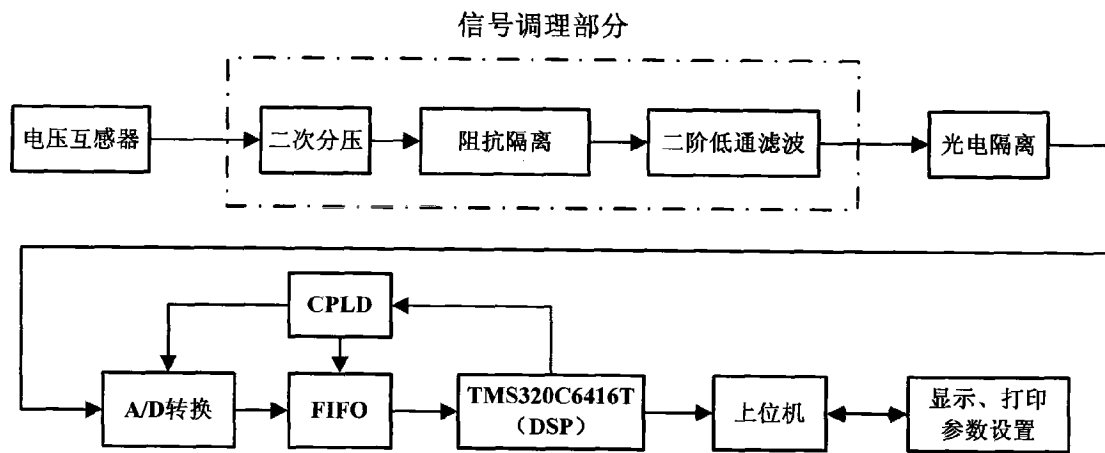 信号调理部分
电压互感器
二次分压
阻抗隔离
二阶低通滤波
光电隔离
CPLD
A/D转换
FIFO
TMS320C6416T
（DSP）
上位机
显示、打印
参数设置